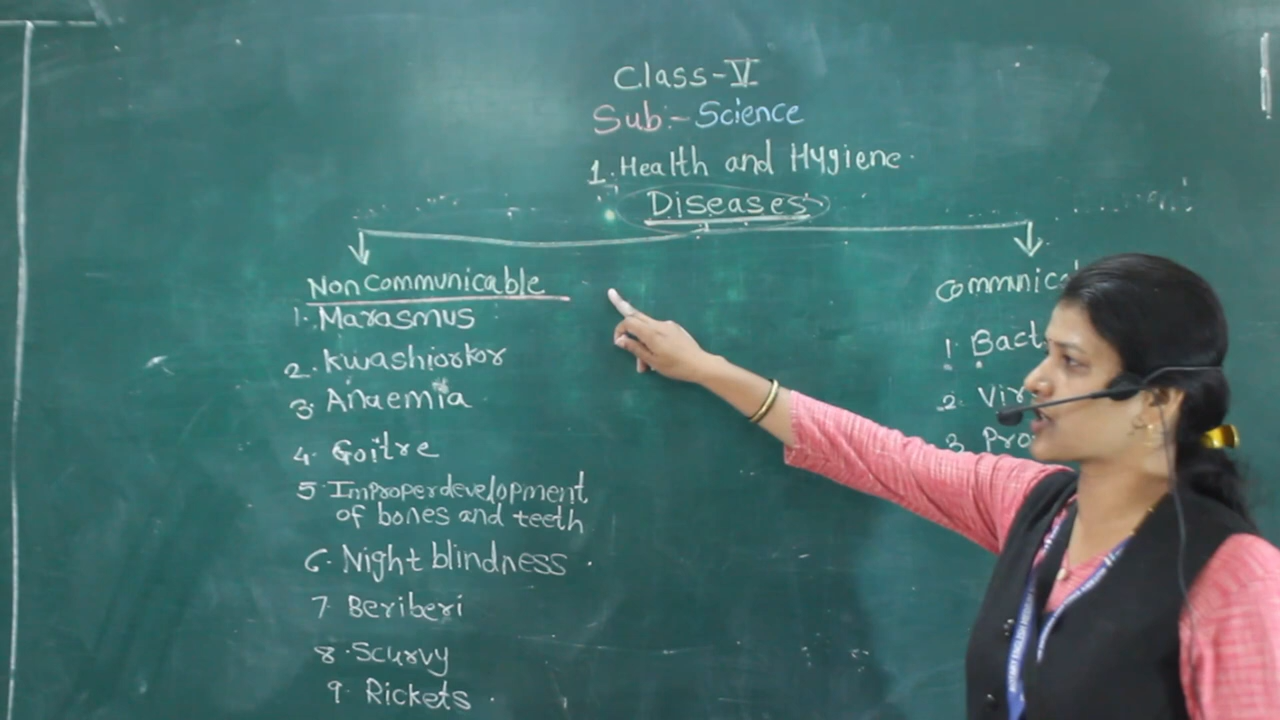 Class-VI
Sub:- Science
1. Health and Hygiene.
Diseases
Non Communicable
1. Marasmus
2. Kwashiorkor
3. Anaemia
4. Goitre
5. Improper development
of bones and teeth
6. Night blindness.
7. Beriberi
8. Scurvy
9. Rickets.
Communic
1. Bact
2. Vir
3. Pro